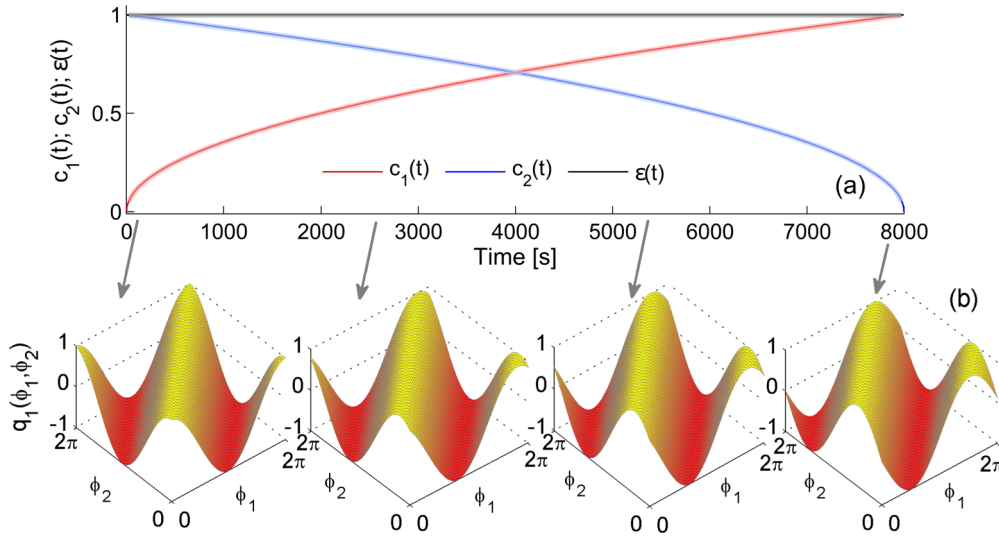 c1(t); c2(t); ε(t)
1
0.5
0
c1(t) c2(t) ε(t)
(a)
0 1000 2000 3000 4000 5000 6000 7000 8000
Time [s]
(b)
q1(ϕ1,ϕ2)
1 1 1 1
0 0 0 0
-1 -1 -1 -1
2π 2π 2π 2π 2π 2π 2π 2π
ϕ2 ϕ1 ϕ2 ϕ1 ϕ2 ϕ1 ϕ2 ϕ1
0 0 0 0 0 0 0 0